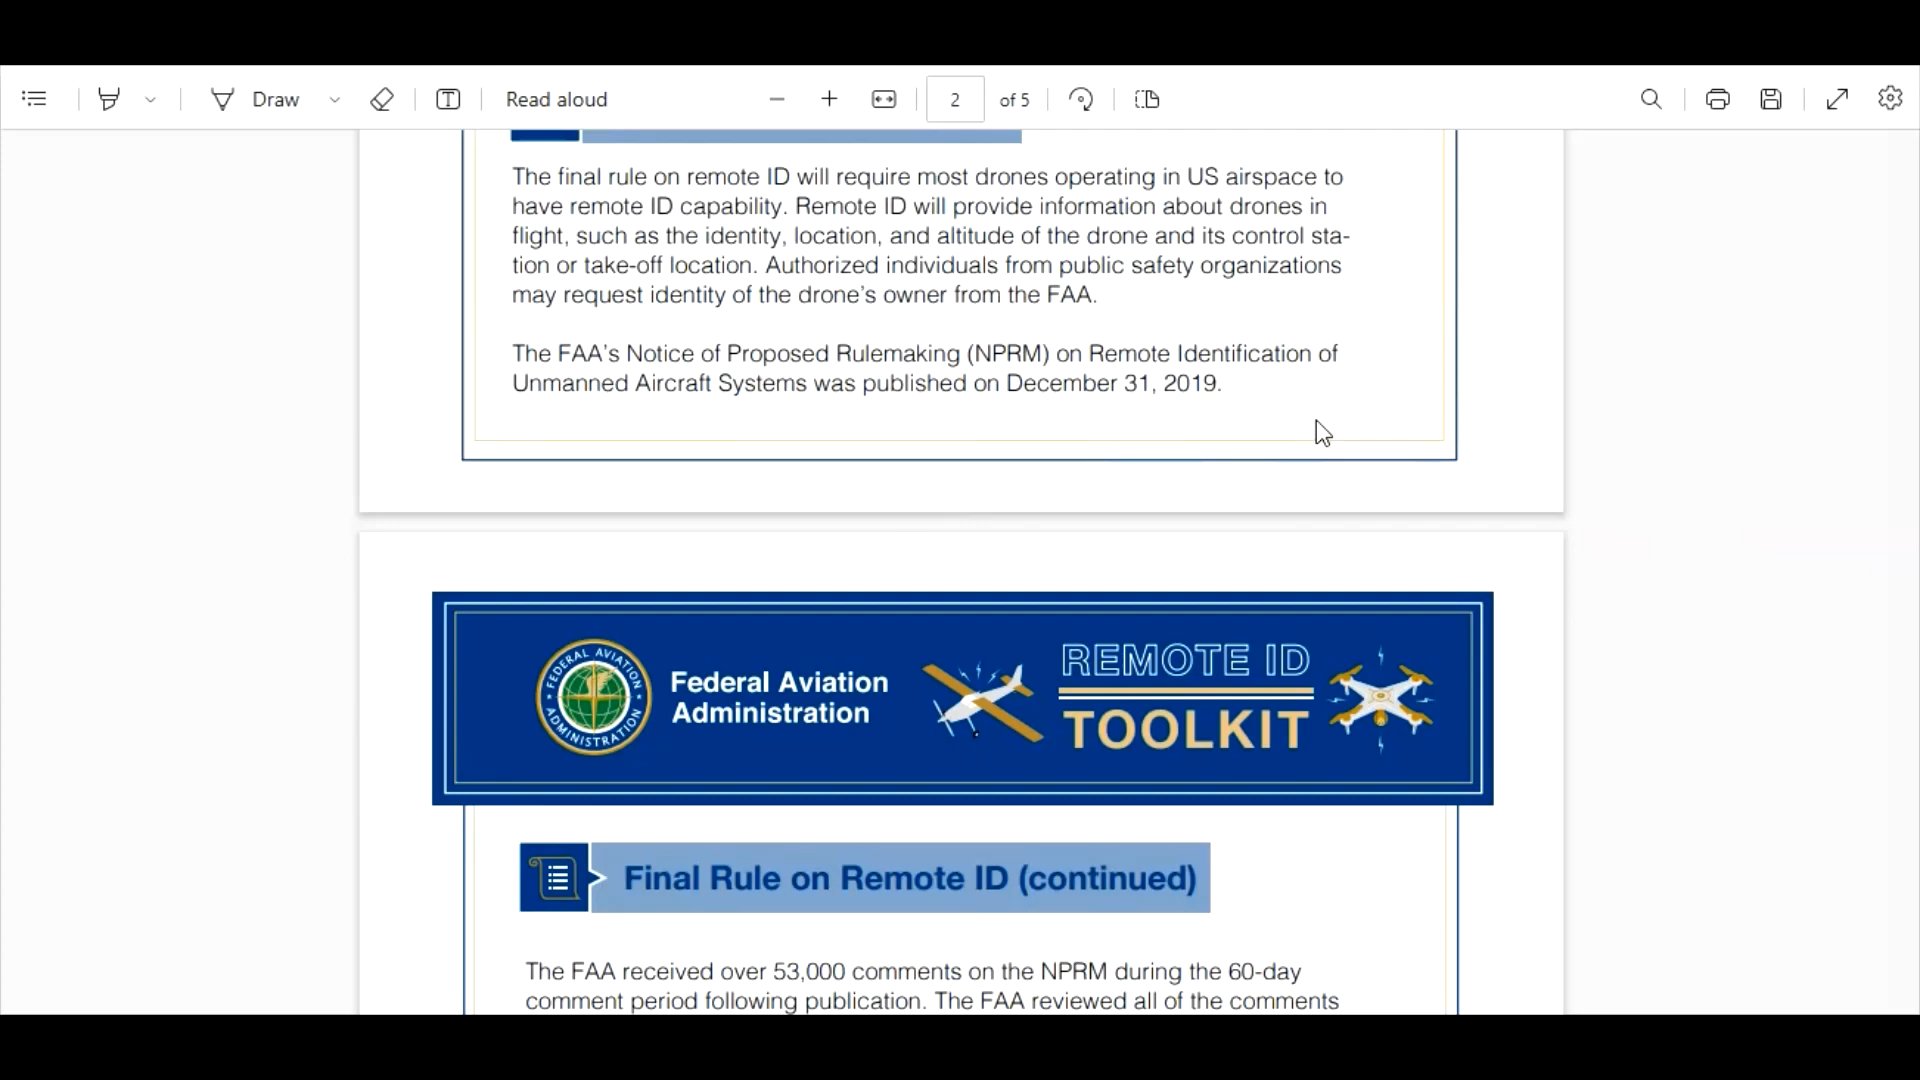 Draw
Read aloud
2
of 5
The final rule on remote ID will require most drones operating in US airspace to
have remote ID capability. Remote ID will provide information about drones in
flight, such as the identity, location, and altitude of the drone and its control sta-
tion or take-off location. Authorized individuals from public safety organizations
may request identity of the drone's owner from the FAA.
The FAA's Notice of Proposed Rulemaking (NPRM) on Remote Identification of
Unmanned Aircraft Systems was published on December 31, 2019.
FEDERAL AVIATION
ADMINISTRATION
Federal Aviation
Administration
REMOTE ID
TOOLKIT
Final Rule on Remote ID (continued)
The FAA received over 53,000 comments on the NPRM during the 60-day
comment period following publication. The FAA reviewed all of the comments